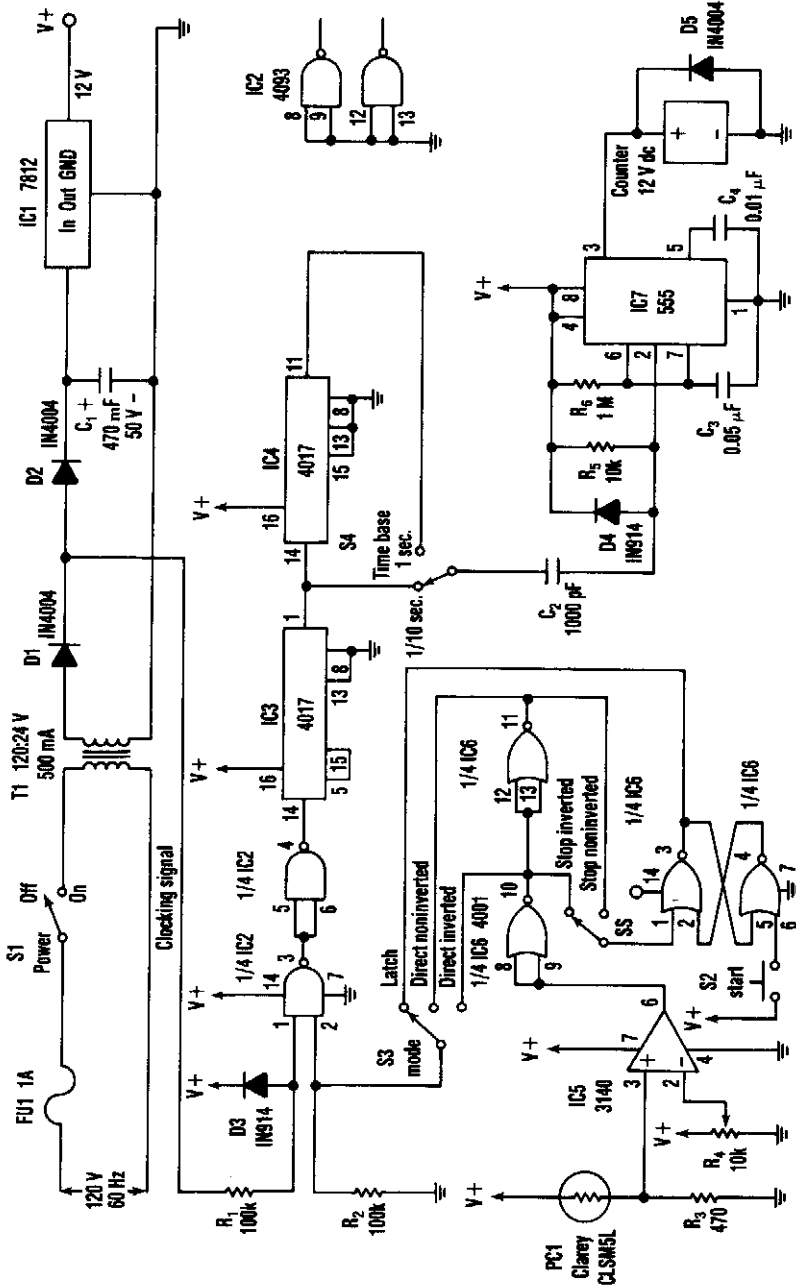 V+
12 V
IC1 7812
In Out GND
D2
IN4004
C₁ +
470 mF
50 V −
D1
IN4004
T1 120:24 V
500 mA
Off
On
S1
Power
FU1 1A
120 V
60 Hz
Clocking signal
IC2
4093
8
9
12
13
V+
16
IC4
4017
11
14
15
13
8
S4
Time base
1 sec.
1/10 sec.
C₂
1000 pF
V+
16
IC3
4017
1
14
5
15
13
8
1/4 IC2
4
5
6
1/4 IC2
V+
14
3
1
2
7
V+
D3
IN914
R₁
100k
R₂
100k
Latch
Direct noninverted
Direct inverted
S3
mode
1/4 IC6
11
12
13
1/4 IC6 4001
10
8
9
Stop inverted
Stop noninverted
SS
1/4 IC6
14
3
1
2
1/4 IC6
4
5
6
7
S2
start
V+
V+
7
6
IC5
3140
3
+
2
-
4
V+
R₄
10k
V+
PC1
Clarey
CLSM5L
R₃
470
D5
IN4004
Counter
12 V dc
+
-
V+
3
8
4
IC7
555
5
6
2
7
1
C₄
0.01 µF
R₆
1 M
C₃
0.05 µF
R₅
10k
D4
IN914